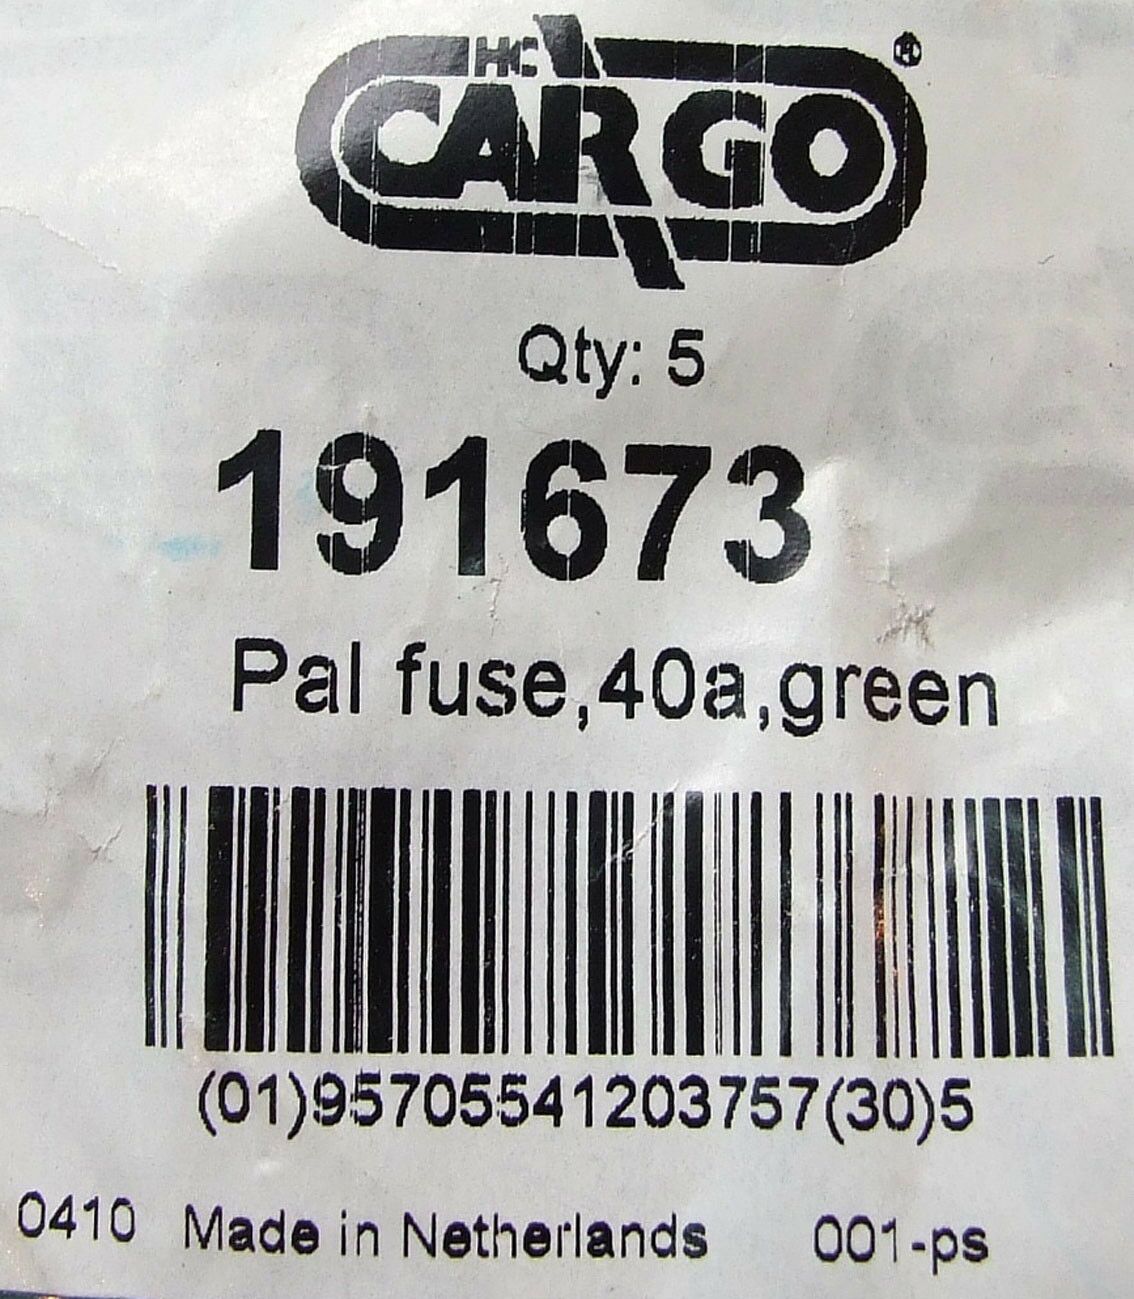 HC
CARGO®
Qty: 5
191673
Pal fuse,40a,green
(01)95705541203757(30)5
0410 Made in Netherlands 001-ps